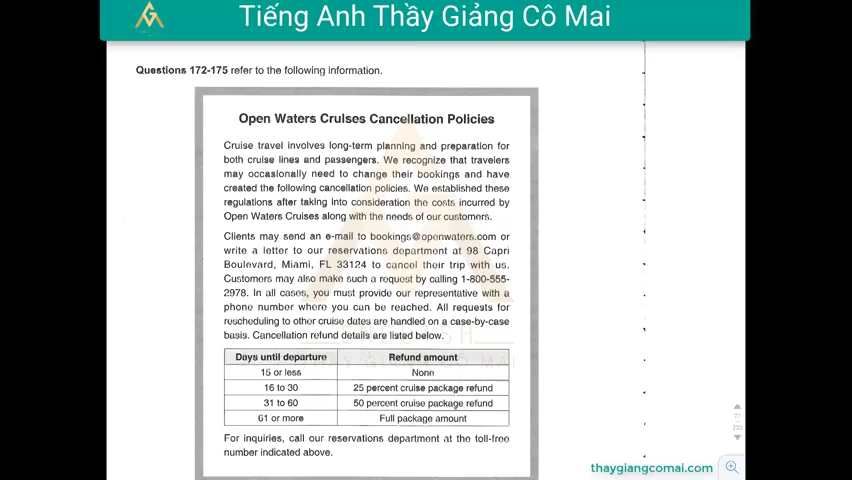 Tiếng Anh Thầy Giảng Cô Mai
Questions 172-175 refer to the following information.
Open Waters Cruises Cancellation Policies
Cruise travel involves long-term planning and preparation for
both cruise lines and passengers. We recognize that travelers
may occasionally need to change their bookings and have
created the following cancellation policies. We established these
regulations after taking into consideration the costs incurred by
Open Waters Cruises along with the needs of our customers.
Clients may send an e-mail to bookings@openwaters.com or
write a letter to our reservations department at 98 Capri
Boulevard, Miami, FL 33124 to cancel their trip with us.
Customers may also make such a request by calling 1-800-555-
2978. In all cases, you must provide our representative with a
phone number where you can be reached. All requests for
rescheduling to other cruise dates are handled on a case-by-case
basis. Cancellation refund details are listed below.
Days until departure Refund amount
15 or less None
16 to 30 25 percent cruise package refund
31 to 60 50 percent cruise package refund
61 or more Full package amount
For inquiries, call our reservations department at the toll-free
number indicated above.
thaygiangcomai.com